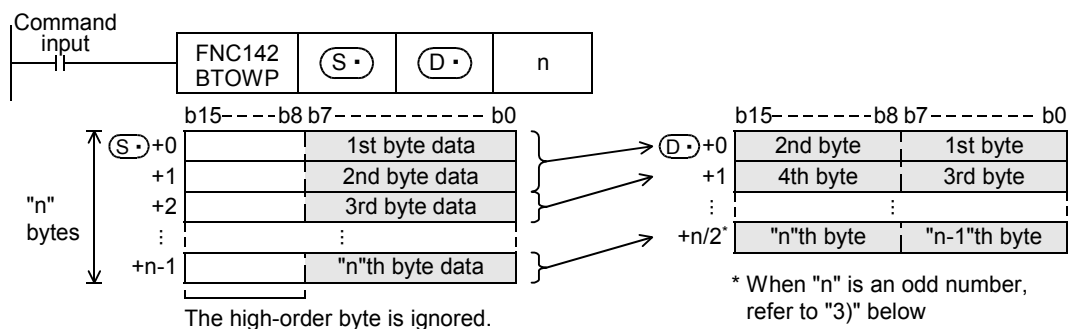 Command
input
FNC142
BTOWP
S・
D・
n
b15----b8 b7---------- b0
S・+0
1st byte data
+1
2nd byte data
+2
3rd byte data
⋮
⋮
+n-1
"n"th byte data
"n"
bytes
The high-order byte is ignored.
b15-----b8 b7------ b0
D・+0
2nd byte
1st byte
+1
4th byte
3rd byte
⋮
⋮
+n/2*
"n"th byte
"n-1"th byte
* When "n" is an odd number,
refer to "3)" below